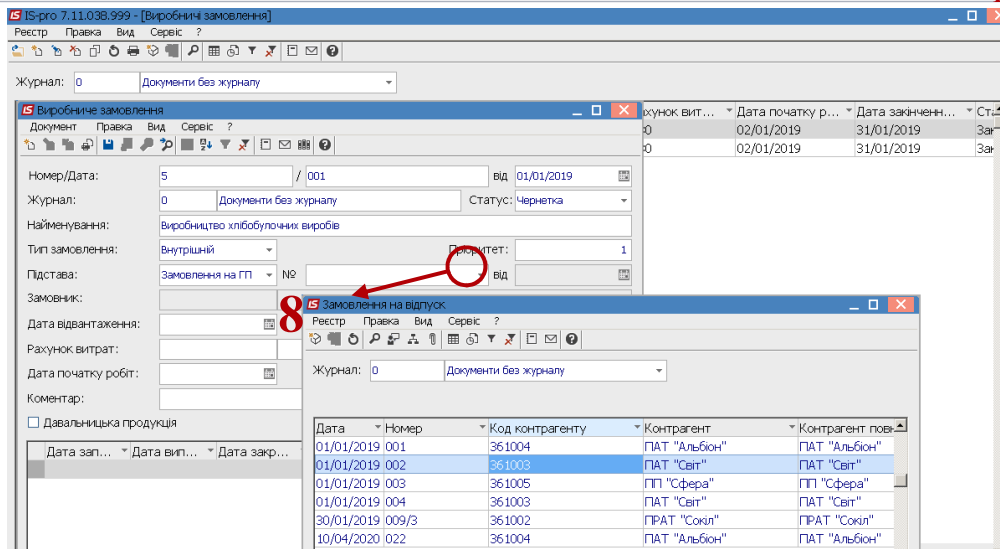 IS-pro 7.11.038.999 - [Виробничі замовлення]
Реєстр Правка Вид Сервіс ?
Журнал: 0 Документи без журналу
Виробниче замовлення
Документ Правка Вид Сервіс ?
Номер/Дата: 5 / 001 від 01/01/2019
Журнал: 0 Документи без журналу Статус: Чернетка
Найменування: Виробництво хлібобулочних виробів
Тип замовлення: Внутрішній Пріоритет: 1
Підстава: Замовлення на ГП № від
Замовник:
Дата відвантаження:
Рахунок витрат:
Дата початку робіт:
Коментар:
Давальницька продукція
Дата зап... Дата вип... Дата закр...
хунок вит... Дата початку р... Дата закінченн... Ста
02/01/2019 31/01/2019 Зак
02/01/2019 31/01/2019 Зак
8
Замовлення на відпуск
Реєстр Правка Вид Сервіс ?
Журнал: 0 Документи без журналу
Дата Номер Код контрагенту Контрагент Контрагент повн
01/01/2019 001 361004 ПАТ "Альбіон" ПАТ "Альбіон"
01/01/2019 002 361003 ПАТ "Світ" ПАТ "Світ"
01/01/2019 003 361005 ПП "Сфера" ПП "Сфера"
01/01/2019 004 361003 ПАТ "Світ" ПАТ "Світ"
30/01/2019 009/3 361002 ПРАТ "Сокіл" ПРАТ "Сокіл"
10/04/2020 022 361004 ПАТ "Альбіон" ПАТ "Альбіон"